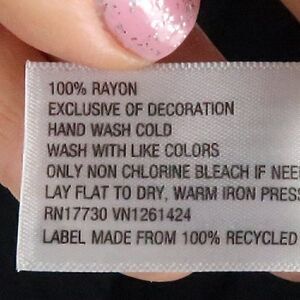 100% RAYON
EXCLUSIVE OF DECORATION
HAND WASH COLD
WASH WITH LIKE COLORS
ONLY NON CHLORINE BLEACH IF NEE
LAY FLAT TO DRY, WARM IRON PRESS
RN17730 VN1261424
LABEL MADE FROM 100% RECYCLED